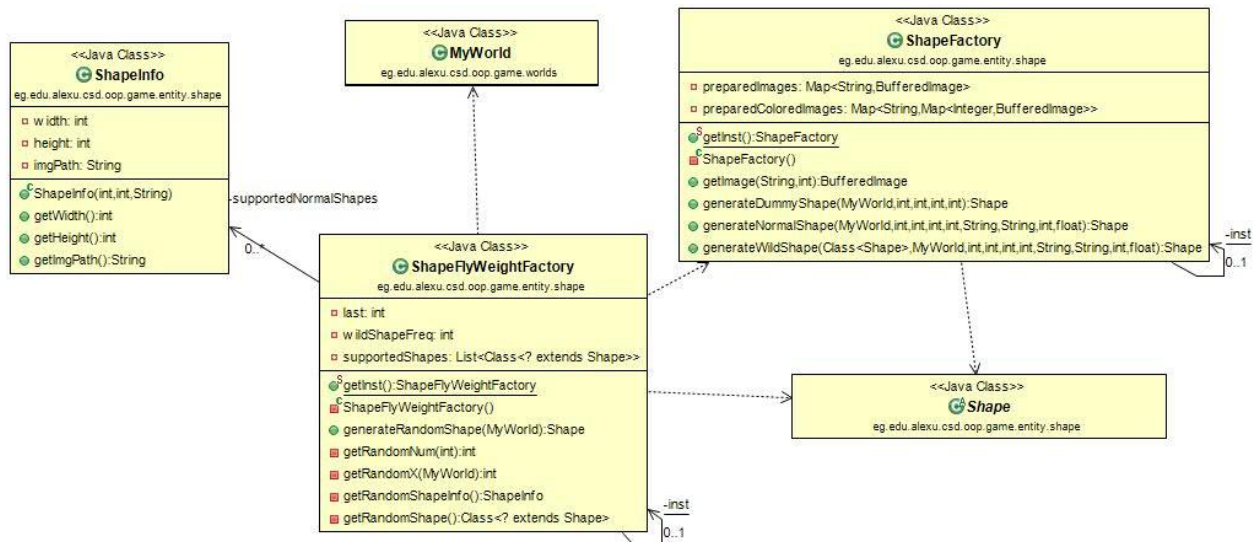 <<Java Class>>
ShapeInfo
eg.edu.alexu.csd.oop.game.entity.shape
width: int
height: int
imgPath: String
ShapeInfo(int,int,String)
getWidth():int
getHeight():int
getImgPath():String
-supportedNormalShapes
0..*
<<Java Class>>
MyWorld
eg.edu.alexu.csd.oop.game.worlds
<<Java Class>>
ShapeFactory
eg.edu.alexu.csd.oop.game.entity.shape
preparedImages: Map<String,BufferedImage>
preparedColoredImages: Map<String,Map<Integer,BufferedImage>>
getInst():ShapeFactory
ShapeFactory()
getImage(String,int):BufferedImage
generateDummyShape(MyWorld,int,int,int,int):Shape
generateNormalShape(MyWorld,int,int,int,int,String,String,int,float):Shape
generateWildShape(Class<Shape>,MyWorld,int,int,int,int,String,String,int,float):Shape
-inst
0..1
<<Java Class>>
ShapeFlyWeightFactory
eg.edu.alexu.csd.oop.game.entity.shape
last: int
wildShapeFreq: int
supportedShapes: List<Class<? extends Shape>>
getInst():ShapeFlyWeightFactory
ShapeFlyWeightFactory()
generateRandomShape(MyWorld):Shape
getRandomNum(int):int
getRandomX(MyWorld):int
getRandomShapeInfo():ShapeInfo
getRandomShape():Class<? extends Shape>
-inst
0..1
<<Java Class>>
Shape
eg.edu.alexu.csd.oop.game.entity.shape